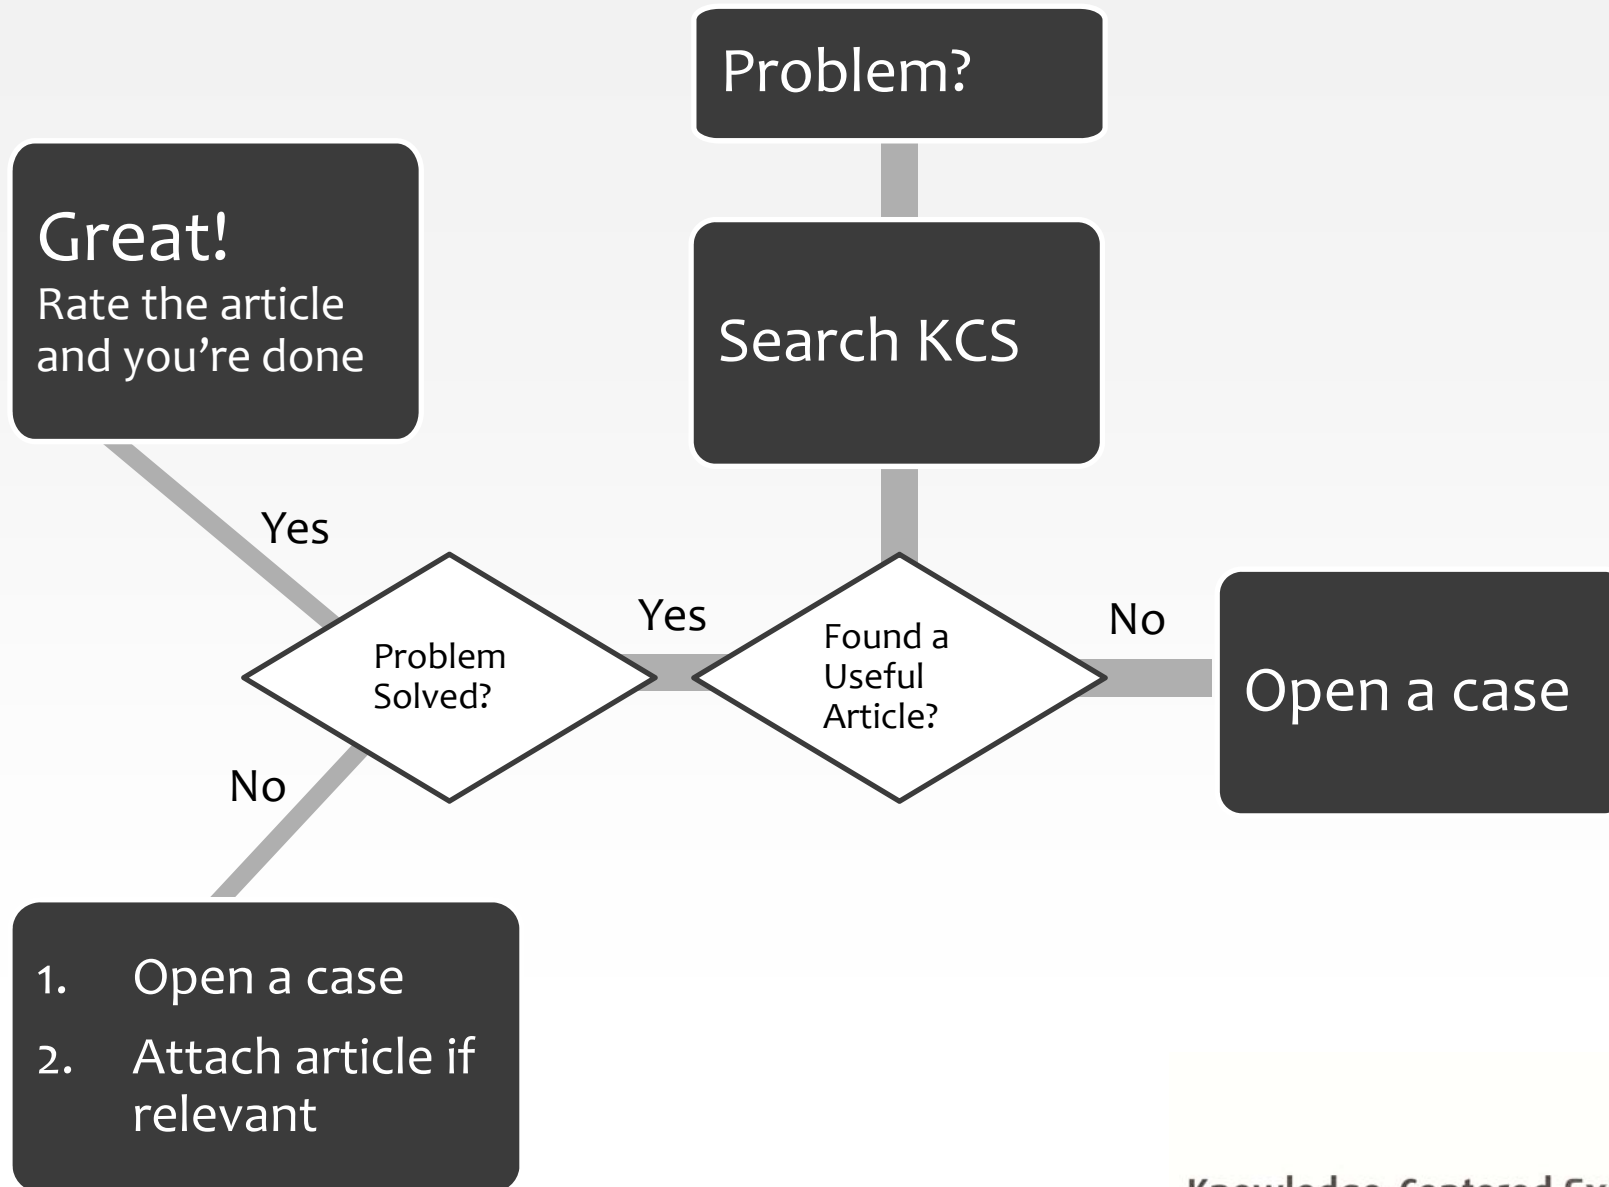 Problem?
Great!
Rate the article
and you’re done
Search KCS
Yes
Yes
No
Found a
Useful
Article?
Problem
Solved?
Open a case
No
1. Open a case
2. Attach article if
relevant